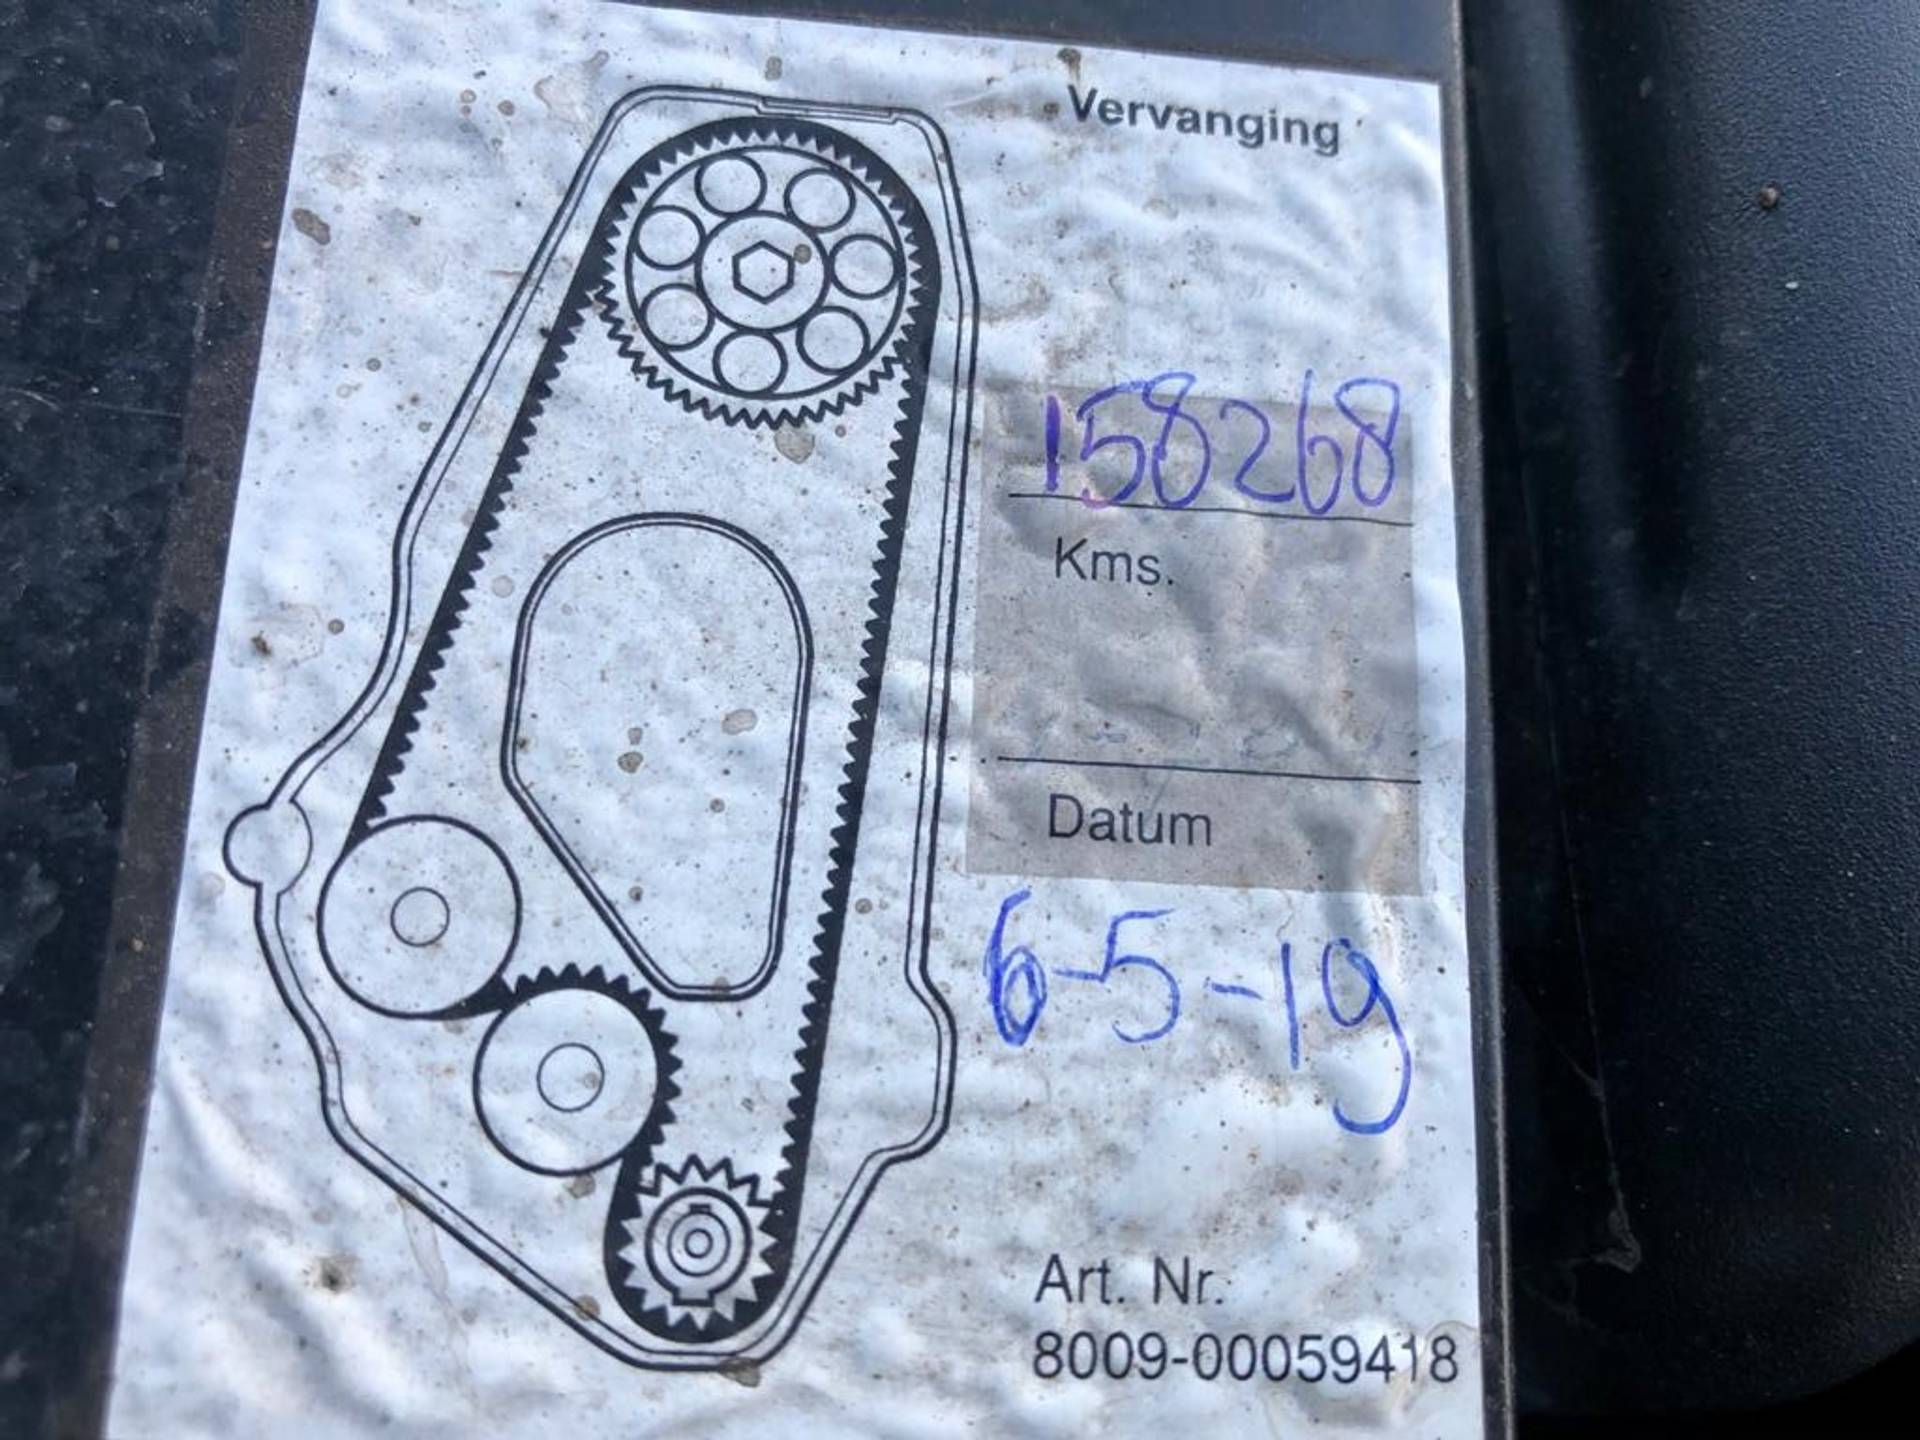 Vervanging
158268
Kms.
Datum
6-5-19
Art. Nr.
8009-00059418